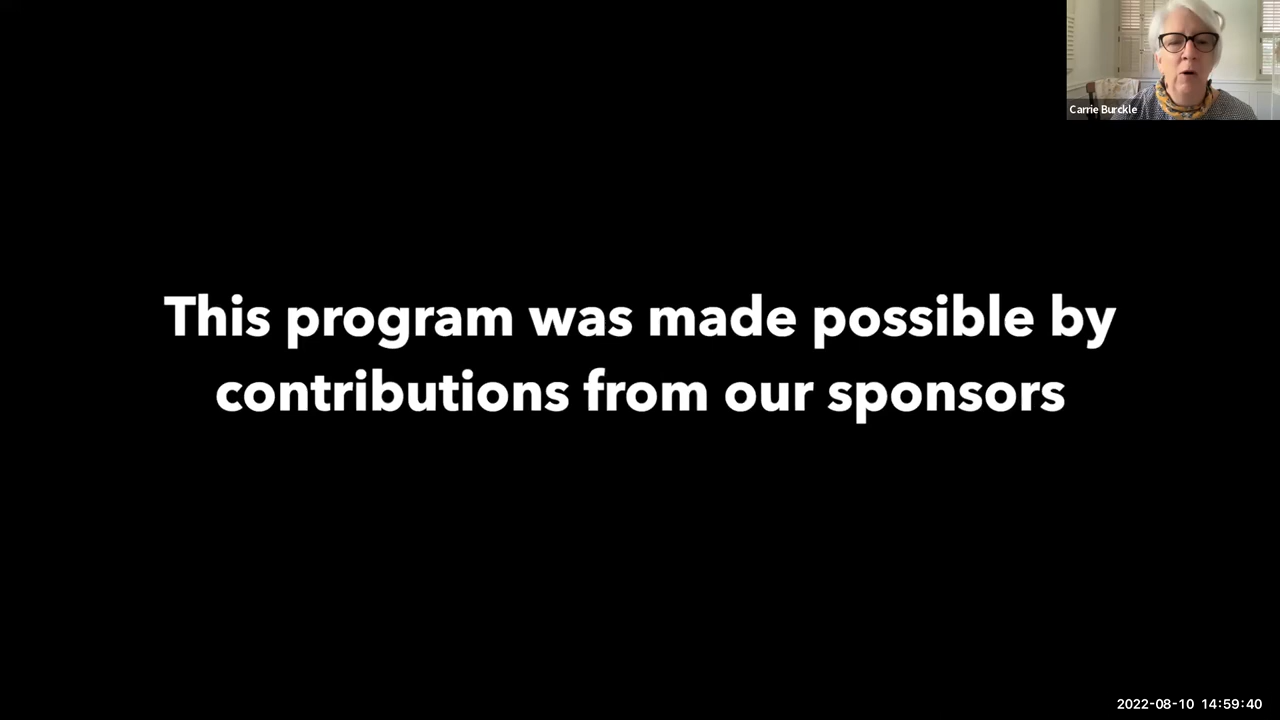 Carrie Burckle
This program was made possible by
contributions from our sponsors
2022-08-10 14:59:40